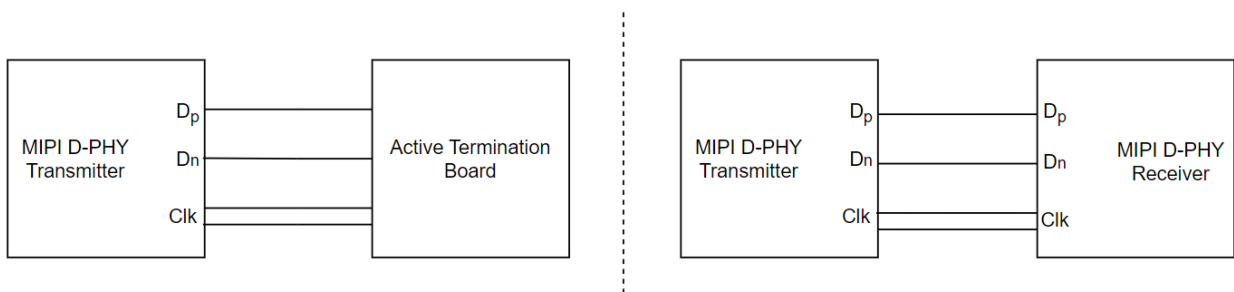 MIPI D-PHY
Transmitter
Dp
Dn
Clk
Active Termination
Board
MIPI D-PHY
Transmitter
Dp
Dn
Clk
Dp
Dn
Clk
MIPI D-PHY
Receiver